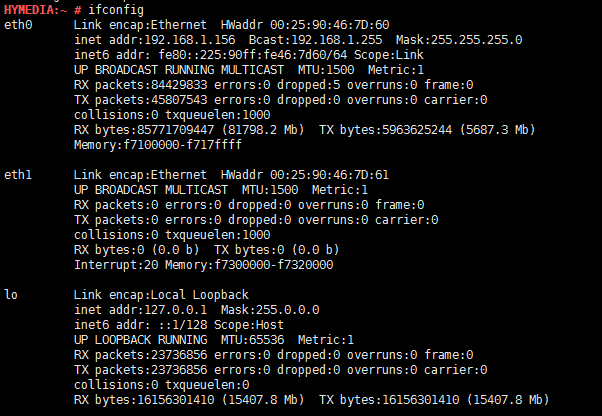 HYMEDIA:~ # ifconfig
eth0      Link encap:Ethernet  HWaddr 00:25:90:46:7D:60
          inet addr:192.168.1.156  Bcast:192.168.1.255  Mask:255.255.255.0
          inet6 addr: fe80::225:90ff:fe46:7d60/64 Scope:Link
          UP BROADCAST RUNNING MULTICAST  MTU:1500  Metric:1
          RX packets:84429833 errors:0 dropped:5 overruns:0 frame:0
          TX packets:45807543 errors:0 dropped:0 overruns:0 carrier:0
          collisions:0 txqueuelen:1000
          RX bytes:85771709447 (81798.2 Mb)  TX bytes:5963625244 (5687.3 Mb)
          Memory:f7100000-f717ffff
eth1      Link encap:Ethernet  HWaddr 00:25:90:46:7D:61
          UP BROADCAST MULTICAST  MTU:1500  Metric:1
          RX packets:0 errors:0 dropped:0 overruns:0 frame:0
          TX packets:0 errors:0 dropped:0 overruns:0 carrier:0
          collisions:0 txqueuelen:1000
          RX bytes:0 (0.0 b)  TX bytes:0 (0.0 b)
          Interrupt:20 Memory:f7300000-f7320000
lo        Link encap:Local Loopback
          inet addr:127.0.0.1  Mask:255.0.0.0
          inet6 addr: ::1/128 Scope:Host
          UP LOOPBACK RUNNING  MTU:65536  Metric:1
          RX packets:23736856 errors:0 dropped:0 overruns:0 frame:0
          TX packets:23736856 errors:0 dropped:0 overruns:0 carrier:0
          collisions:0 txqueuelen:0
          RX bytes:16156301410 (15407.8 Mb)  TX bytes:16156301410 (15407.8 Mb)